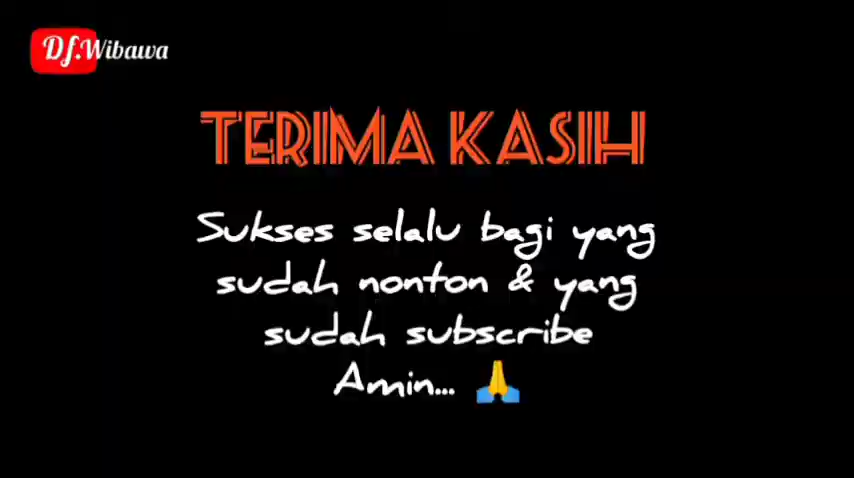 Df.Wibawa
TERIMA KASIH
Sukses selalu bagi yang
sudah nonton & yang
sudah subscribe
Amin... 🙏